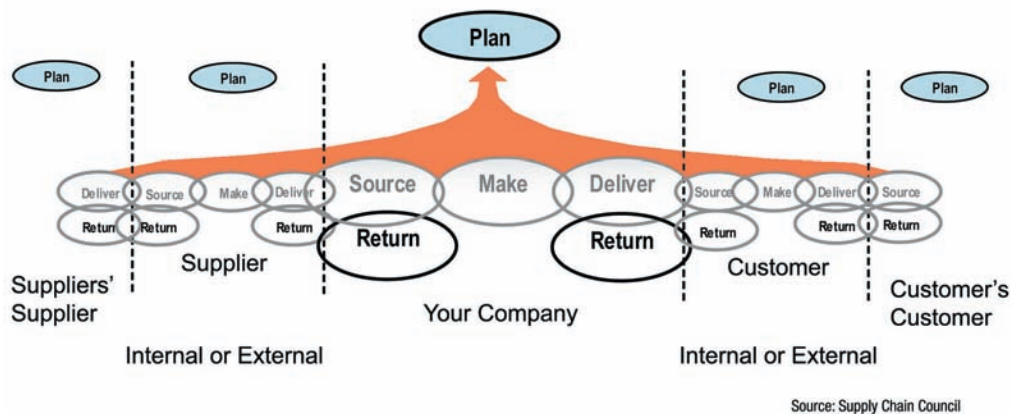 Plan
Plan
Plan
Plan
Plan
Deliver
Source
Make
Deliver
Source
Make
Deliver
Source
Make
Deliver
Source
Return
Return
Return
Return
Return
Return
Return
Return
Suppliers'
Supplier
Supplier
Your Company
Customer
Customer's
Customer
Internal or External
Internal or External
Source: Supply Chain Council